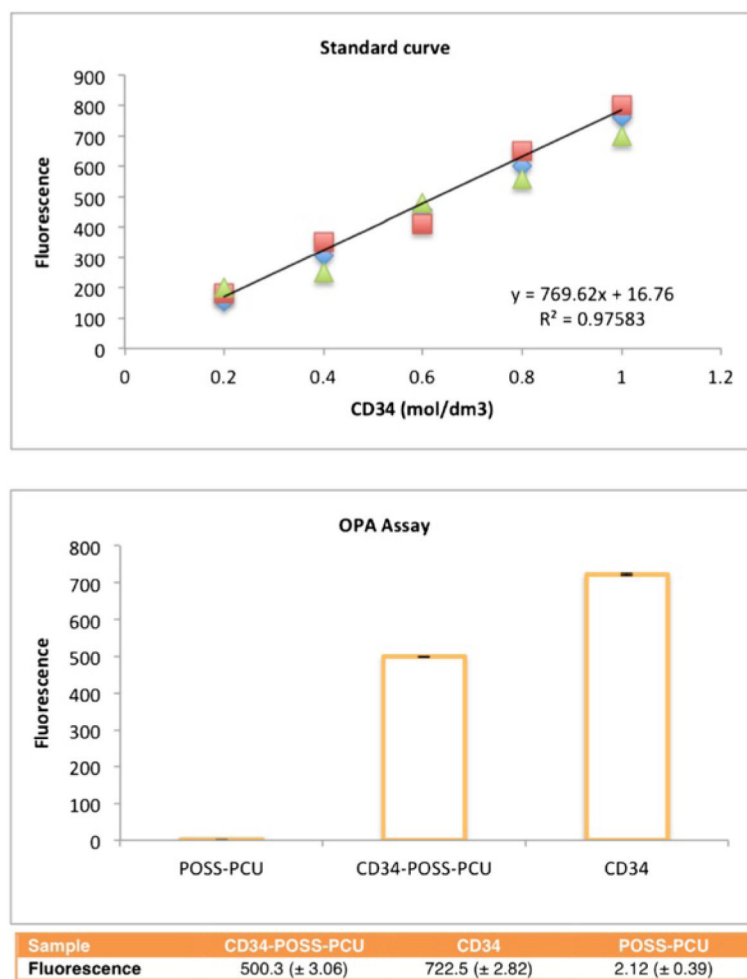 Standard curve
900
800
700
600
500
400
300
200
100
0
Fluorescence
y = 769.62x + 16.76
R² = 0.97583
0 0.2 0.4 0.6 0.8 1 1.2
CD34 (mol/dm3)
OPA Assay
800
700
600
500
400
300
200
100
0
Fluorescence
POSS-PCU CD34-POSS-PCU CD34
Sample CD34-POSS-PCU CD34 POSS-PCU
Fluorescence 500.3 (± 3.06) 722.5 (± 2.82) 2.12 (± 0.39)